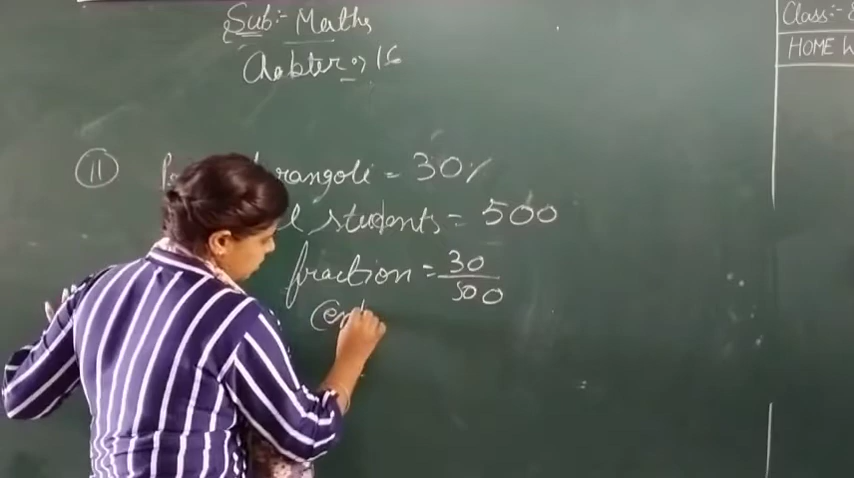 Sub:- Maths
Chapter :- 16
Class:-
HOME
11 rangoli = 30%
students = 500
fraction = 30/500